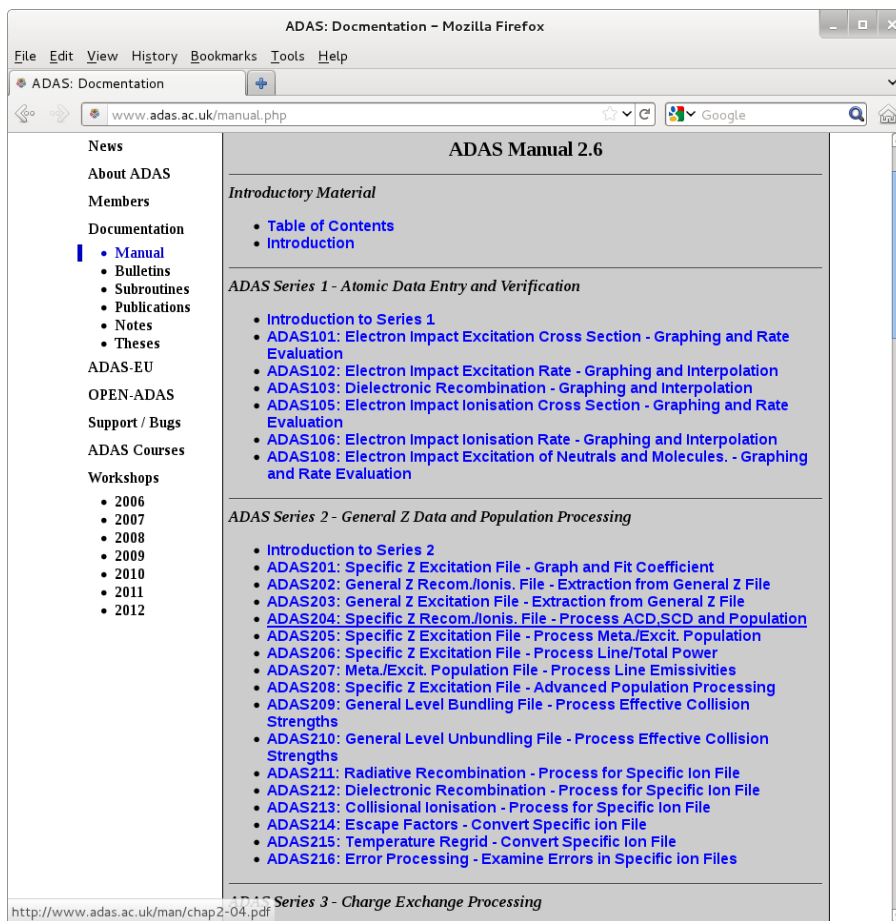 ADAS: Docmentation – Mozilla Firefox
File Edit View History Bookmarks Tools Help
ADAS: Docmentation
www.adas.ac.uk/manual.php
Google
News
About ADAS
Members
Documentation
Manual
Bulletins
Subroutines
Publications
Notes
Theses
ADAS-EU
OPEN-ADAS
Support / Bugs
ADAS Courses
Workshops
2006
2007
2008
2009
2010
2011
2012
ADAS Manual 2.6
Introductory Material
Table of Contents
Introduction
ADAS Series 1 - Atomic Data Entry and Verification
Introduction to Series 1
ADAS101: Electron Impact Excitation Cross Section - Graphing and Rate
Evaluation
ADAS102: Electron Impact Excitation Rate - Graphing and Interpolation
ADAS103: Dielectronic Recombination - Graphing and Interpolation
ADAS105: Electron Impact Ionisation Cross Section - Graphing and Rate
Evaluation
ADAS106: Electron Impact Ionisation Rate - Graphing and Interpolation
ADAS108: Electron Impact Excitation of Neutrals and Molecules. - Graphing
and Rate Evaluation
ADAS Series 2 - General Z Data and Population Processing
Introduction to Series 2
ADAS201: Specific Z Excitation File - Graph and Fit Coefficient
ADAS202: General Z Recom./Ionis. File - Extraction from General Z File
ADAS203: General Z Excitation File - Extraction from General Z File
ADAS204: Specific Z Recom./Ionis. File - Process ACD,SCD and Population
ADAS205: Specific Z Excitation File - Process Meta./Excit. Population
ADAS206: Specific Z Excitation File - Process Line/Total Power
ADAS207: Meta./Excit. Population File - Process Line Emissivities
ADAS208: Specific Z Excitation File - Advanced Population Processing
ADAS209: General Level Bundling File - Process Effective Collision
Strengths
ADAS210: General Level Unbundling File - Process Effective Collision
Strengths
ADAS211: Radiative Recombination - Process for Specific Ion File
ADAS212: Dielectronic Recombination - Process for Specific Ion File
ADAS213: Collisional Ionisation - Process for Specific Ion File
ADAS214: Escape Factors - Convert Specific ion File
ADAS215: Temperature Regrid - Convert Specific Ion File
ADAS216: Error Processing - Examine Errors in Specific ion Files
ADAS Series 3 - Charge Exchange Processing
http://www.adas.ac.uk/man/chap2-04.pdf